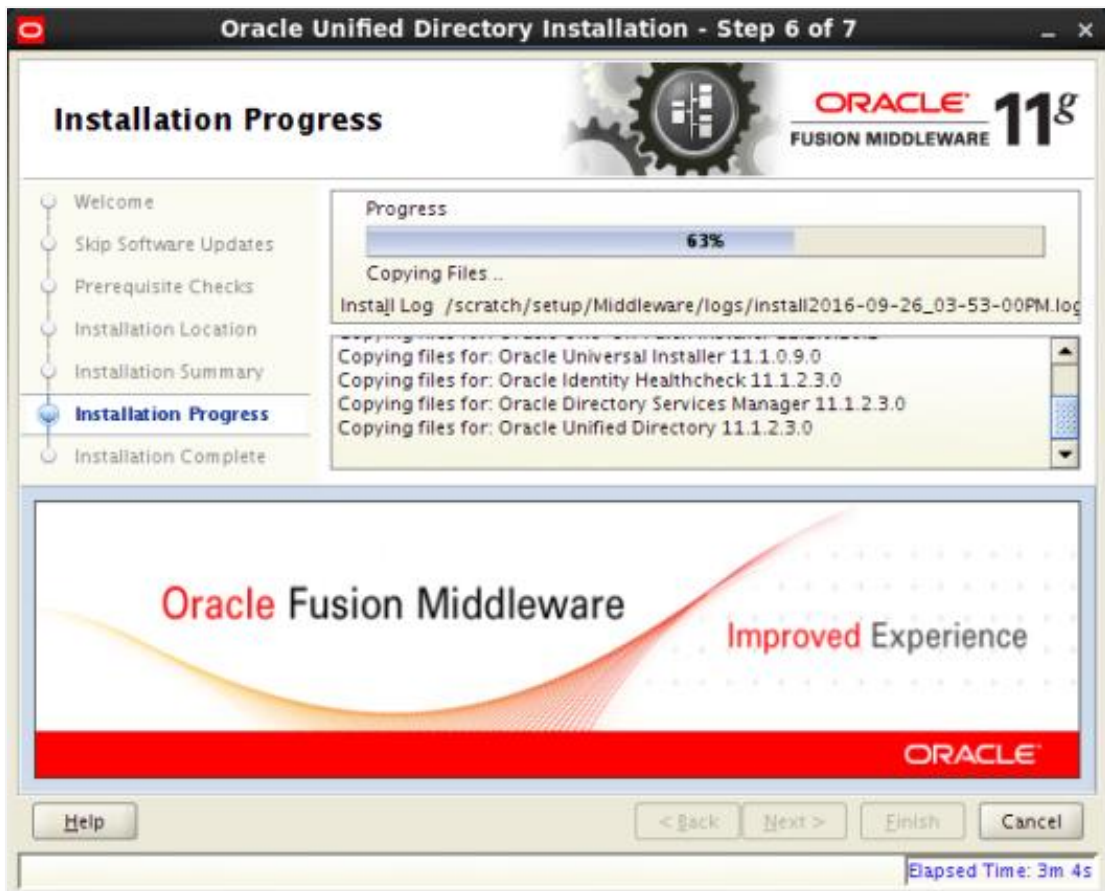 Oracle Unified Directory Installation - Step 6 of 7
Installation Progress
ORACLE
FUSION MIDDLEWARE 11g
Welcome
Skip Software Updates
Prerequisite Checks
Installation Location
Installation Summary
Installation Progress
Installation Complete
Progress
63%
Copying Files ..
Install Log /scratch/setup/Middleware/logs/install2016-09-26_03-53-00PM.log
Copying files for: Oracle Universal Installer 11.1.0.9.0
Copying files for: Oracle Identity Healthcheck 11.1.2.3.0
Copying files for: Oracle Directory Services Manager 11.1.2.3.0
Copying files for: Oracle Unified Directory 11.1.2.3.0
Oracle Fusion Middleware
Improved Experience
ORACLE
Help
< Back
Next >
Finish
Cancel
Elapsed Time: 3m 4s